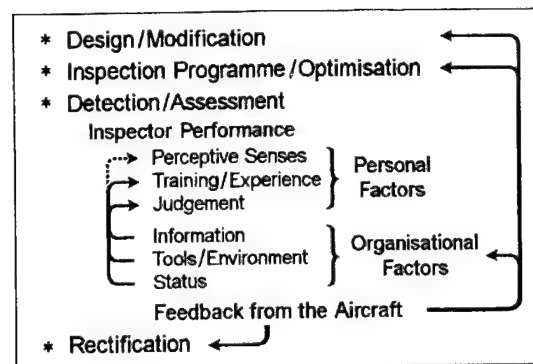 * Design/Modification
* Inspection Programme/Optimisation
* Detection/Assessment
Inspector Performance
Perceptive Senses
Training/Experience
Judgement
Personal
Factors
Information
Tools/Environment
Status
Organisational
Factors
Feedback from the Aircraft
* Rectification